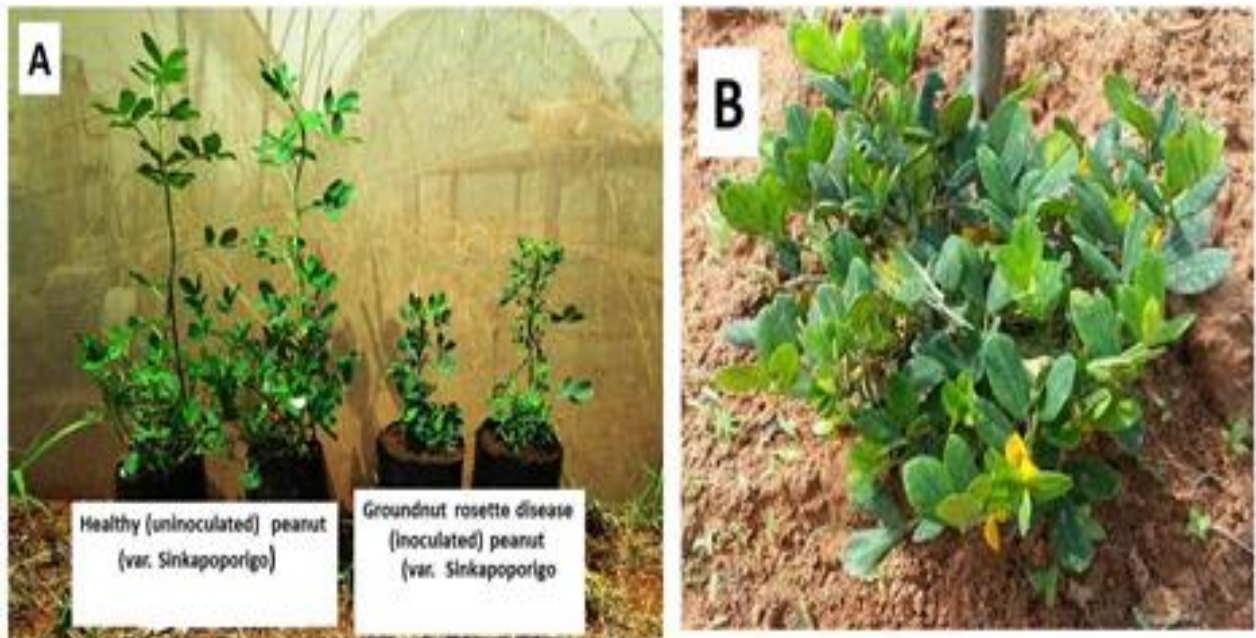 A
Healthy (uninoculated) peanut
(var. Sinkapoporigo)
Groundnut rosette disease
(inoculated) peanut
(var. Sinkapoporigo
B